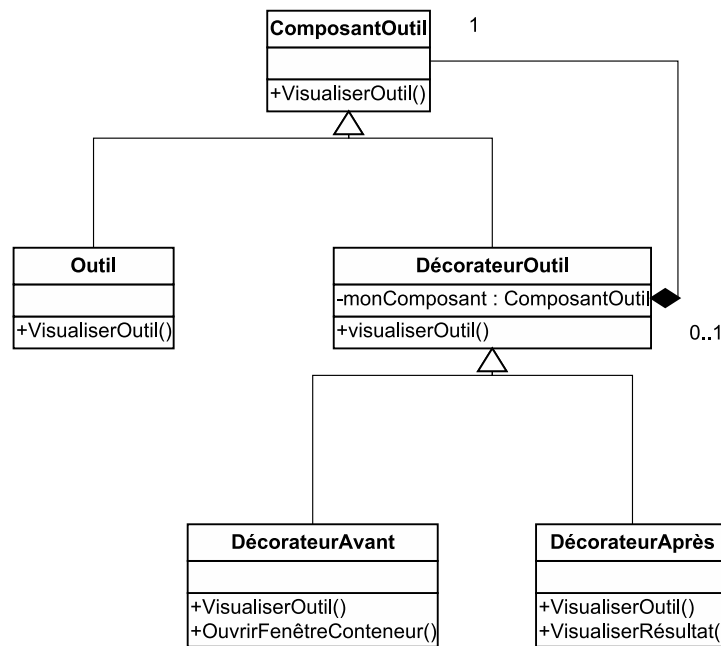 ComposantOutil
1
+VisualiserOutil()
Outil
+VisualiserOutil()
DécorateurOutil
-monComposant : ComposantOutil
+visualiserOutil()
0..1
DécorateurAvant
+VisualiserOutil()
+OuvrirFenêtreConteneur()
DécorateurAprès
+VisualiserOutil()
+VisualiserRésultat(